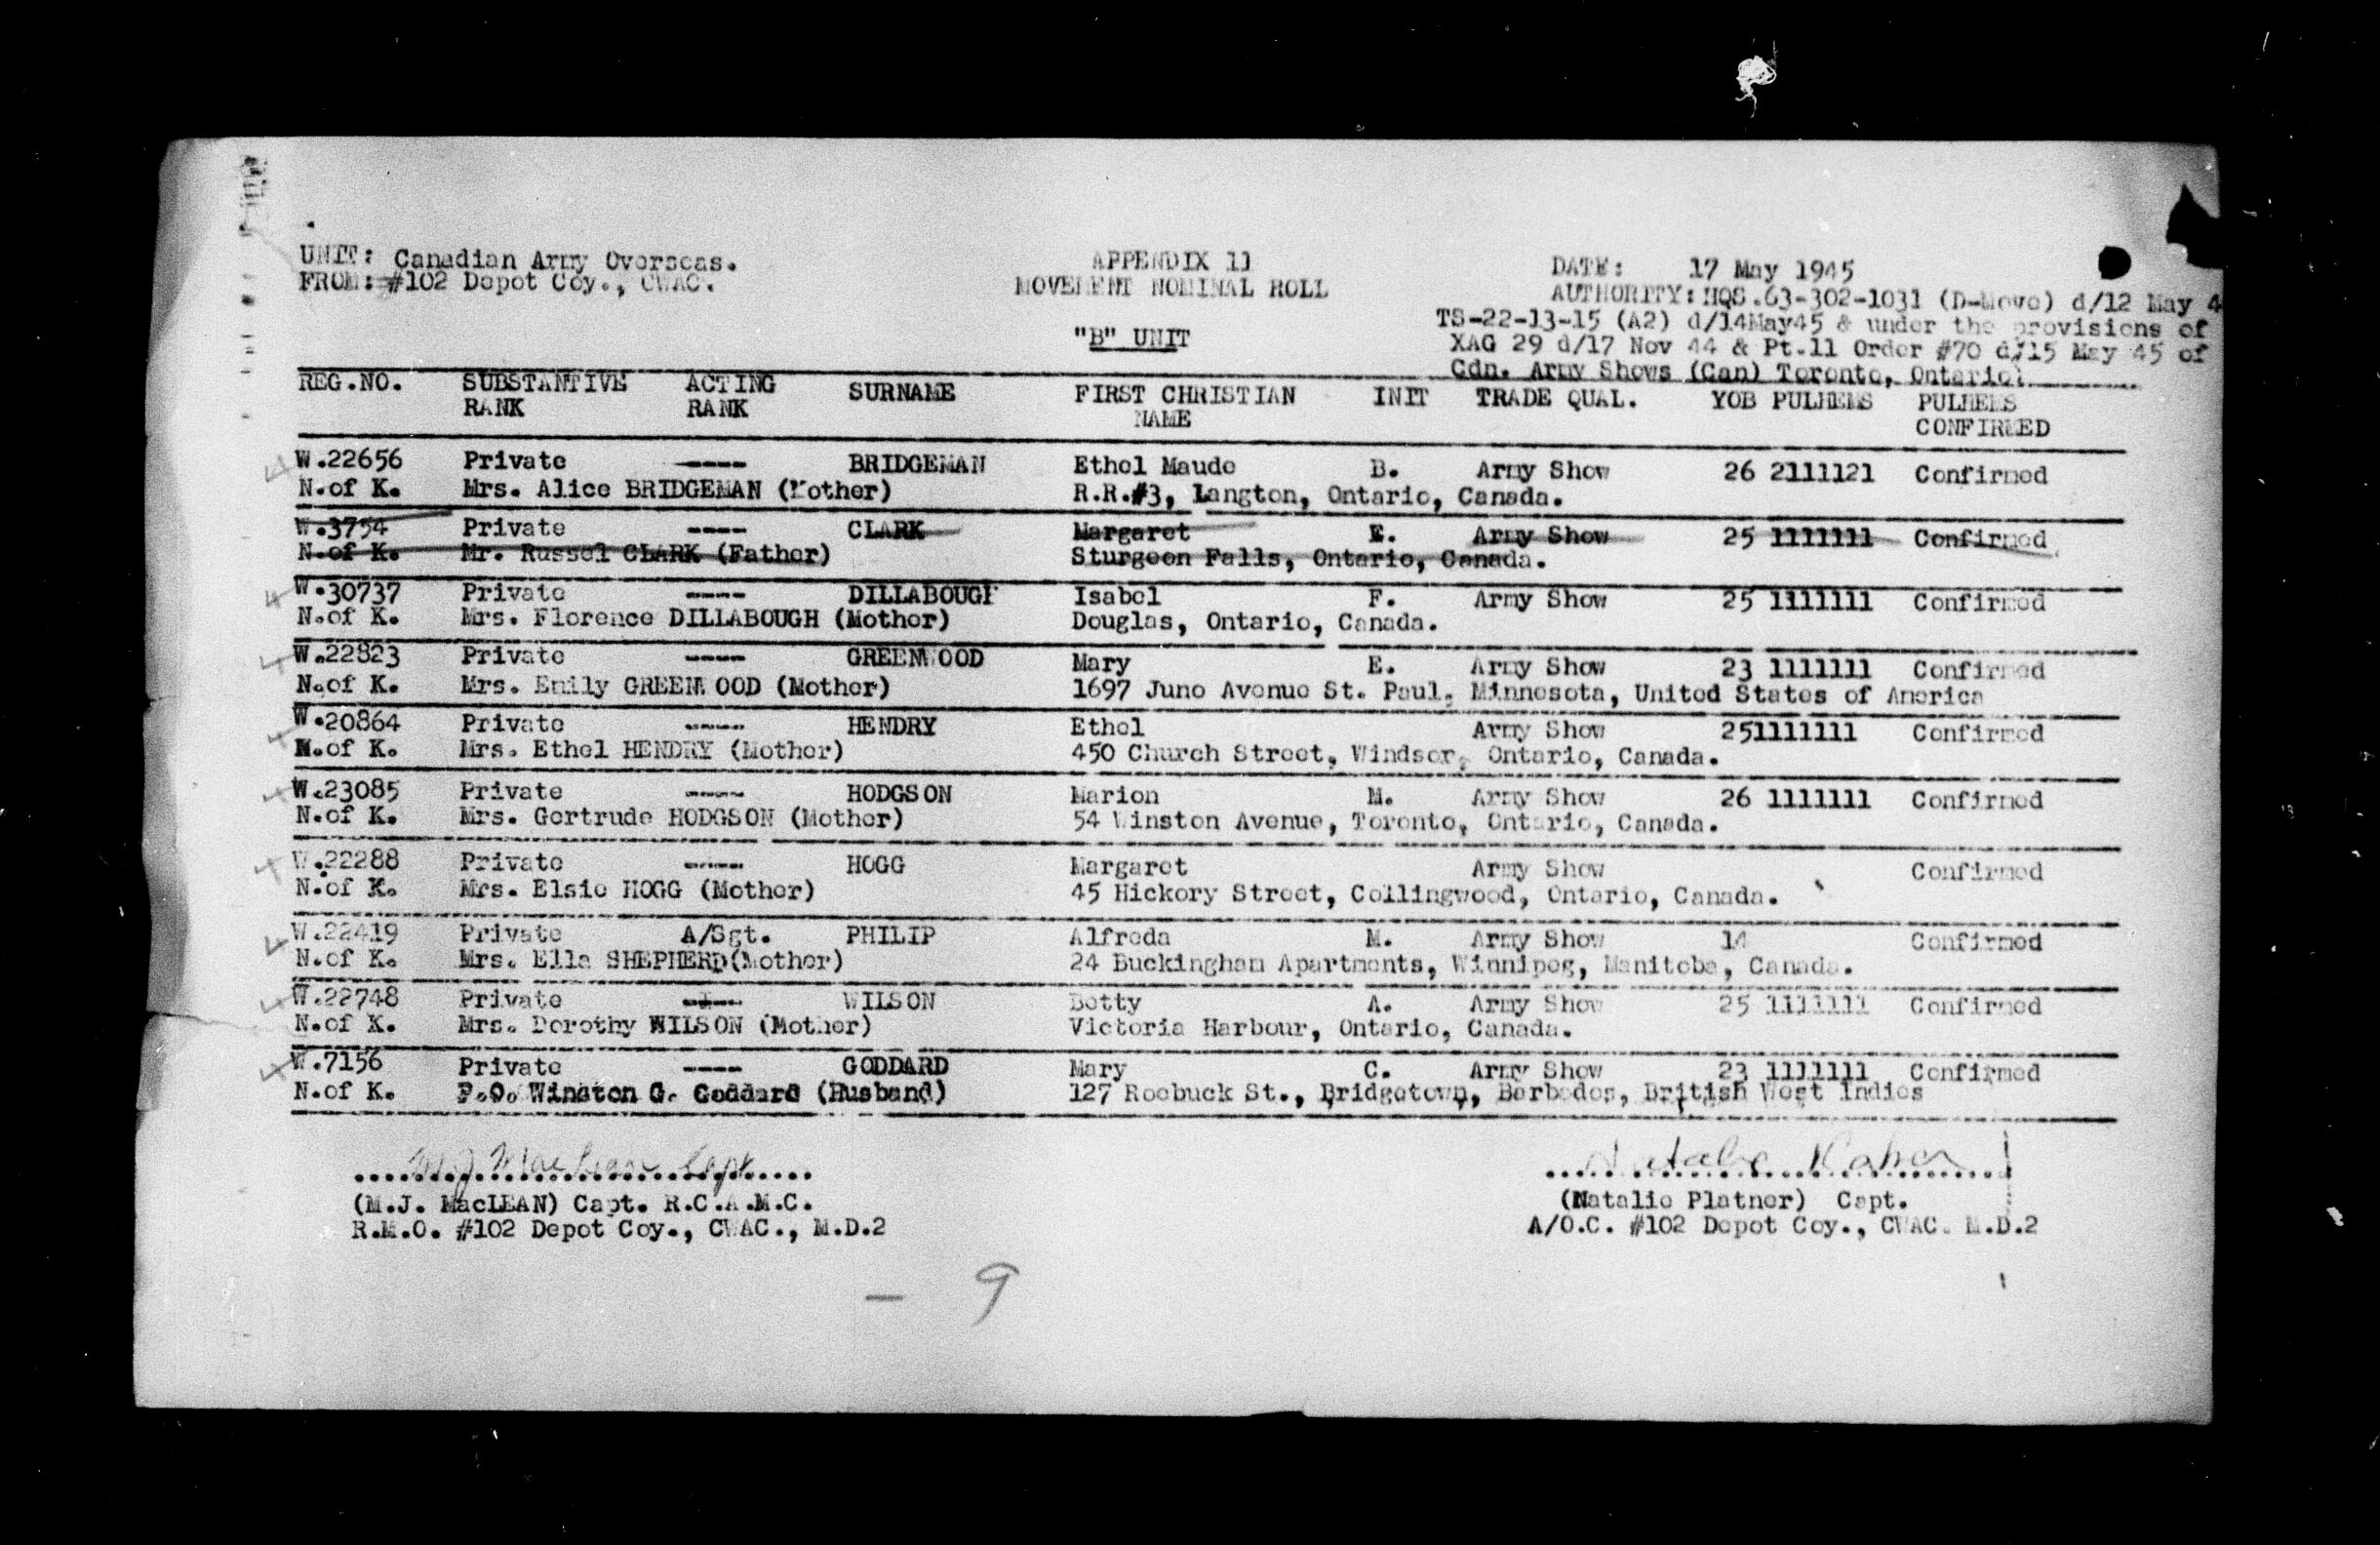 UNIT: Canadian Army Overseas. APPENDIX 11 DATE: 17 May 1945
FROM: #102 Depot Coy., CWAC. MOVEMENT NOMINAL ROLL AUTHORITY: HQS.63-302-1031 (D-Move) d/12 May 4
TS-22-13-15 (A2) d/14May45 & under the provisions of
"B" UNIT XAG 29 d/17 Nov 44 & Pt.11 Order #70 d/15 May 45 of
Cdn. Army Shows (Can) Toronto, Ontario.
REG.NO. SUBSTANTIVE ACTING SURNAME FIRST CHRISTIAN INIT TRADE QUAL. YOB PULHEMS PULHEMS
RANK RANK NAME CONFIRMED
W.22656 Private ---- BRIDGEMAN Ethel Maude B. Army Show 26 2111121 Confirmed
N.of K. Mrs. Alice BRIDGEMAN (Mother) R.R.#3, Langton, Ontario, Canada.
W.3754 Private ---- CLARK Margaret E. Army Show 25 1111111 Confirmed
N.of K. Mr. Russel CLARK (Father) Sturgeon Falls, Ontario, Canada.
W.30737 Private ---- DILLABOUGH Isabel F. Army Show 25 1111111 Confirmed
N.of K. Mrs. Florence DILLABOUGH (Mother) Douglas, Ontario, Canada.
W.22823 Private ---- GREENWOOD Mary E. Army Show 23 1111111 Confirmed
N.of K. Mrs. Emily GREENWOOD (Mother) 1697 Juno Avenue St. Paul, Minnesota, United States of America
W.20864 Private ---- HENDRY Ethel Army Show 251111111 Confirmed
N.of K. Mrs. Ethel HENDRY (Mother) 450 Church Street, Windsor, Ontario, Canada.
W.23085 Private ---- HODGSON Marion M. Army Show 26 1111111 Confirmed
N.of K. Mrs. Gertrude HODGSON (Mother) 54 Winston Avenue, Toronto, Ontario, Canada.
W.22288 Private ---- HOGG Margaret Army Show Confirmed
N.of K. Mrs. Elsie HOGG (Mother) 45 Hickory Street, Collingwood, Ontario, Canada.
W.22419 Private A/Sgt. PHILIP Alfreda M. Army Show 14 Confirmed
N.of K. Mrs. Ella SHEPHERD(Mother) 24 Buckingham Apartments, Winnipeg, Manitoba, Canada.
W.22748 Private ---- WILSON Betty A. Army Show 25 1111111 Confirmed
N.of K. Mrs. Dorothy WILSON (Mother) Victoria Harbour, Ontario, Canada.
W.7156 Private ---- GODDARD Mary C. Army Show 23 1111111 Confirmed
N.of K. P.O. Winston G. Goddard (Husband) 127 Roebuck St., Bridgetown, Barbados, British West Indies
M J MacLean Capt
(M.J. MacLEAN) Capt. R.C.A.M.C. (Natalie Platner) Capt.
R.M.O. #102 Depot Coy., CWAC., M.D.2 A/O.C. #102 Depot Coy., CWAC. M.D.2
— 9